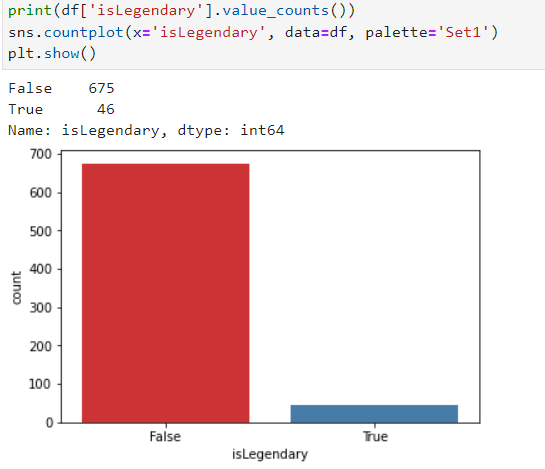 print(df['isLegendary'].value_counts())
sns.countplot(x='isLegendary', data=df, palette='Set1')
plt.show()
False    675
True      46
Name: isLegendary, dtype: int64
700
600
500
400
300
200
100
0
count
False True
isLegendary